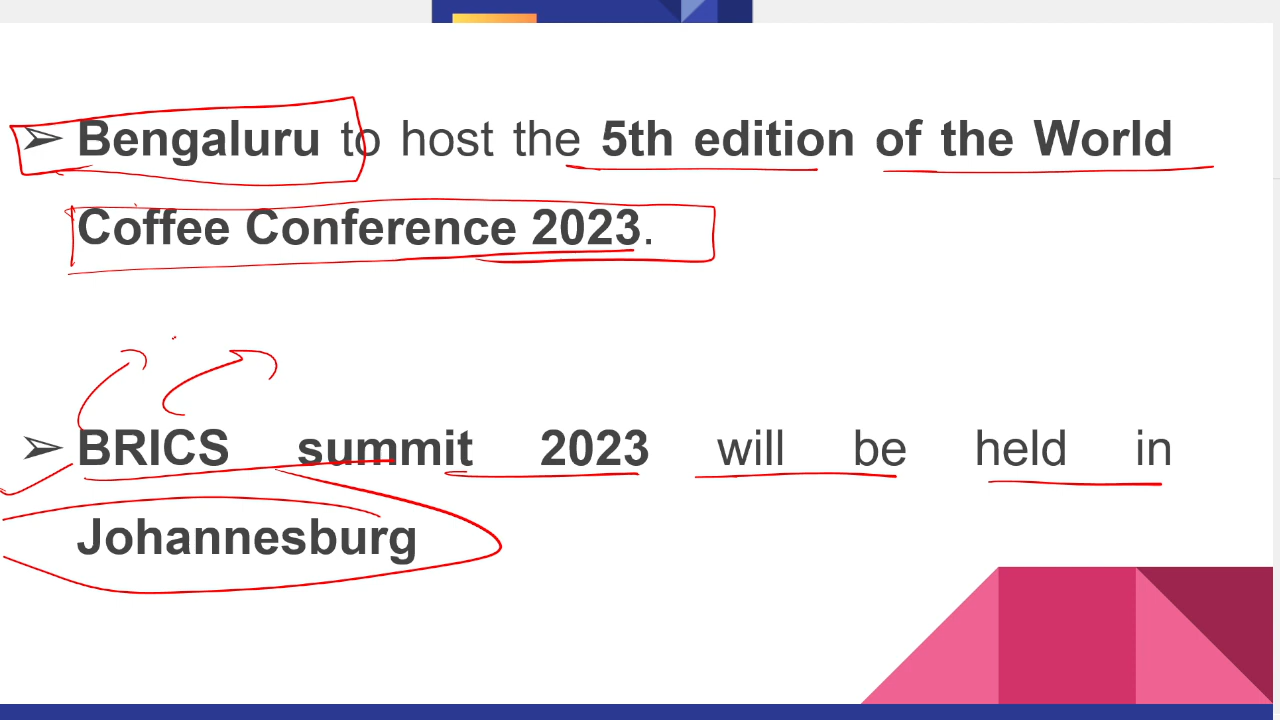 ➢ Bengaluru to host the 5th edition of the World
Coffee Conference 2023.
➢ BRICS summit 2023 will be held in
Johannesburg